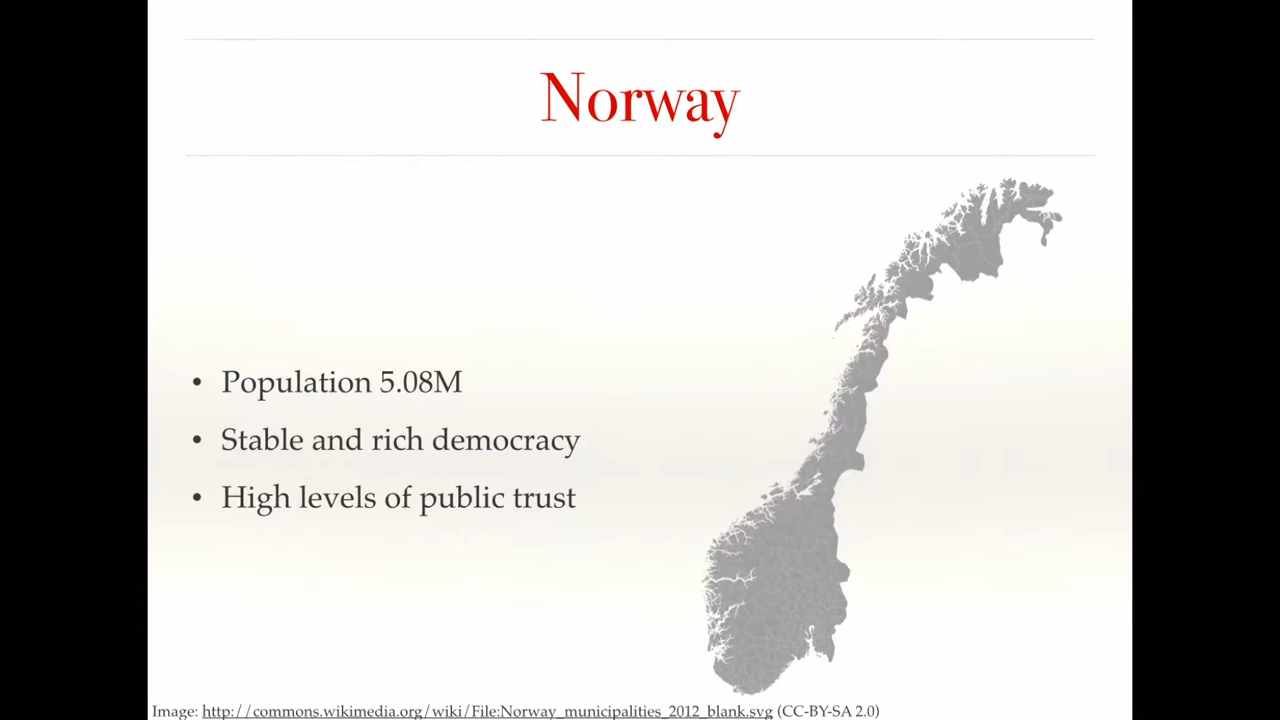 Norway
• Population 5.08M
• Stable and rich democracy
• High levels of public trust
Image: http://commons.wikimedia.org/wiki/File:Norway_municipalities_2012_blank.svg (CC-BY-SA 2.0)